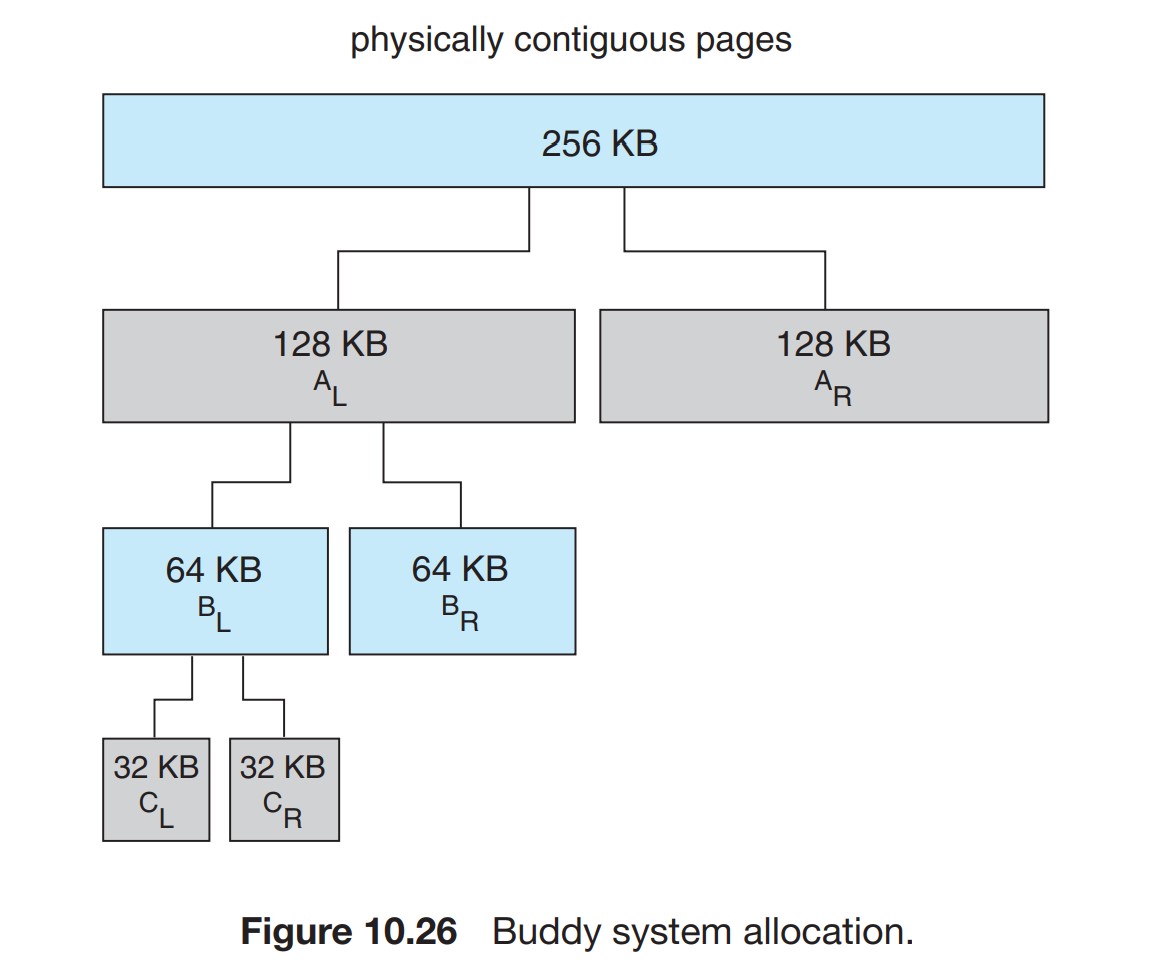 physically contiguous pages
256 KB
128 KB
A_L
128 KB
A_R
64 KB
B_L
64 KB
B_R
32 KB
C_L
32 KB
C_R
Figure 10.26 Buddy system allocation.